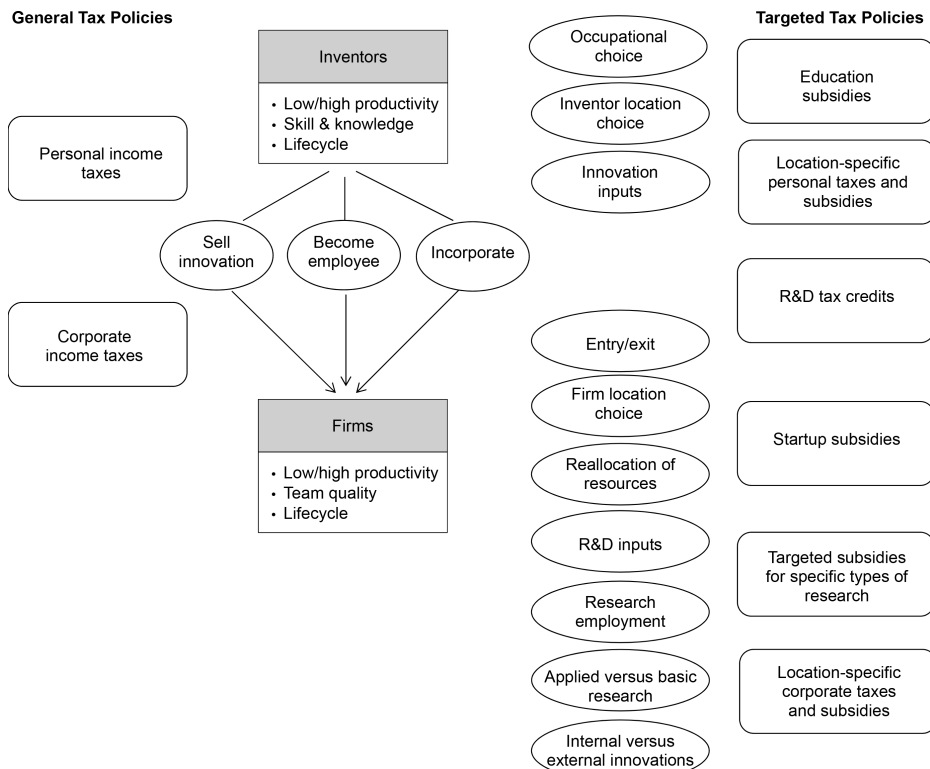 General Tax Policies
Targeted Tax Policies
Inventors
• Low/high productivity
• Skill & knowledge
• Lifecycle
Personal income
taxes
Sell
innovation
Become
employee
Incorporate
Corporate
income taxes
Firms
• Low/high productivity
• Team quality
• Lifecycle
Occupational
choice
Inventor location
choice
Innovation
inputs
Entry/exit
Firm location
choice
Reallocation of
resources
R&D inputs
Research
employment
Applied versus basic
research
Internal versus
external innovations
Education
subsidies
Location-specific
personal taxes and
subsidies
R&D tax credits
Startup subsidies
Targeted subsidies
for specific types of
research
Location-specific
corporate taxes
and subsidies